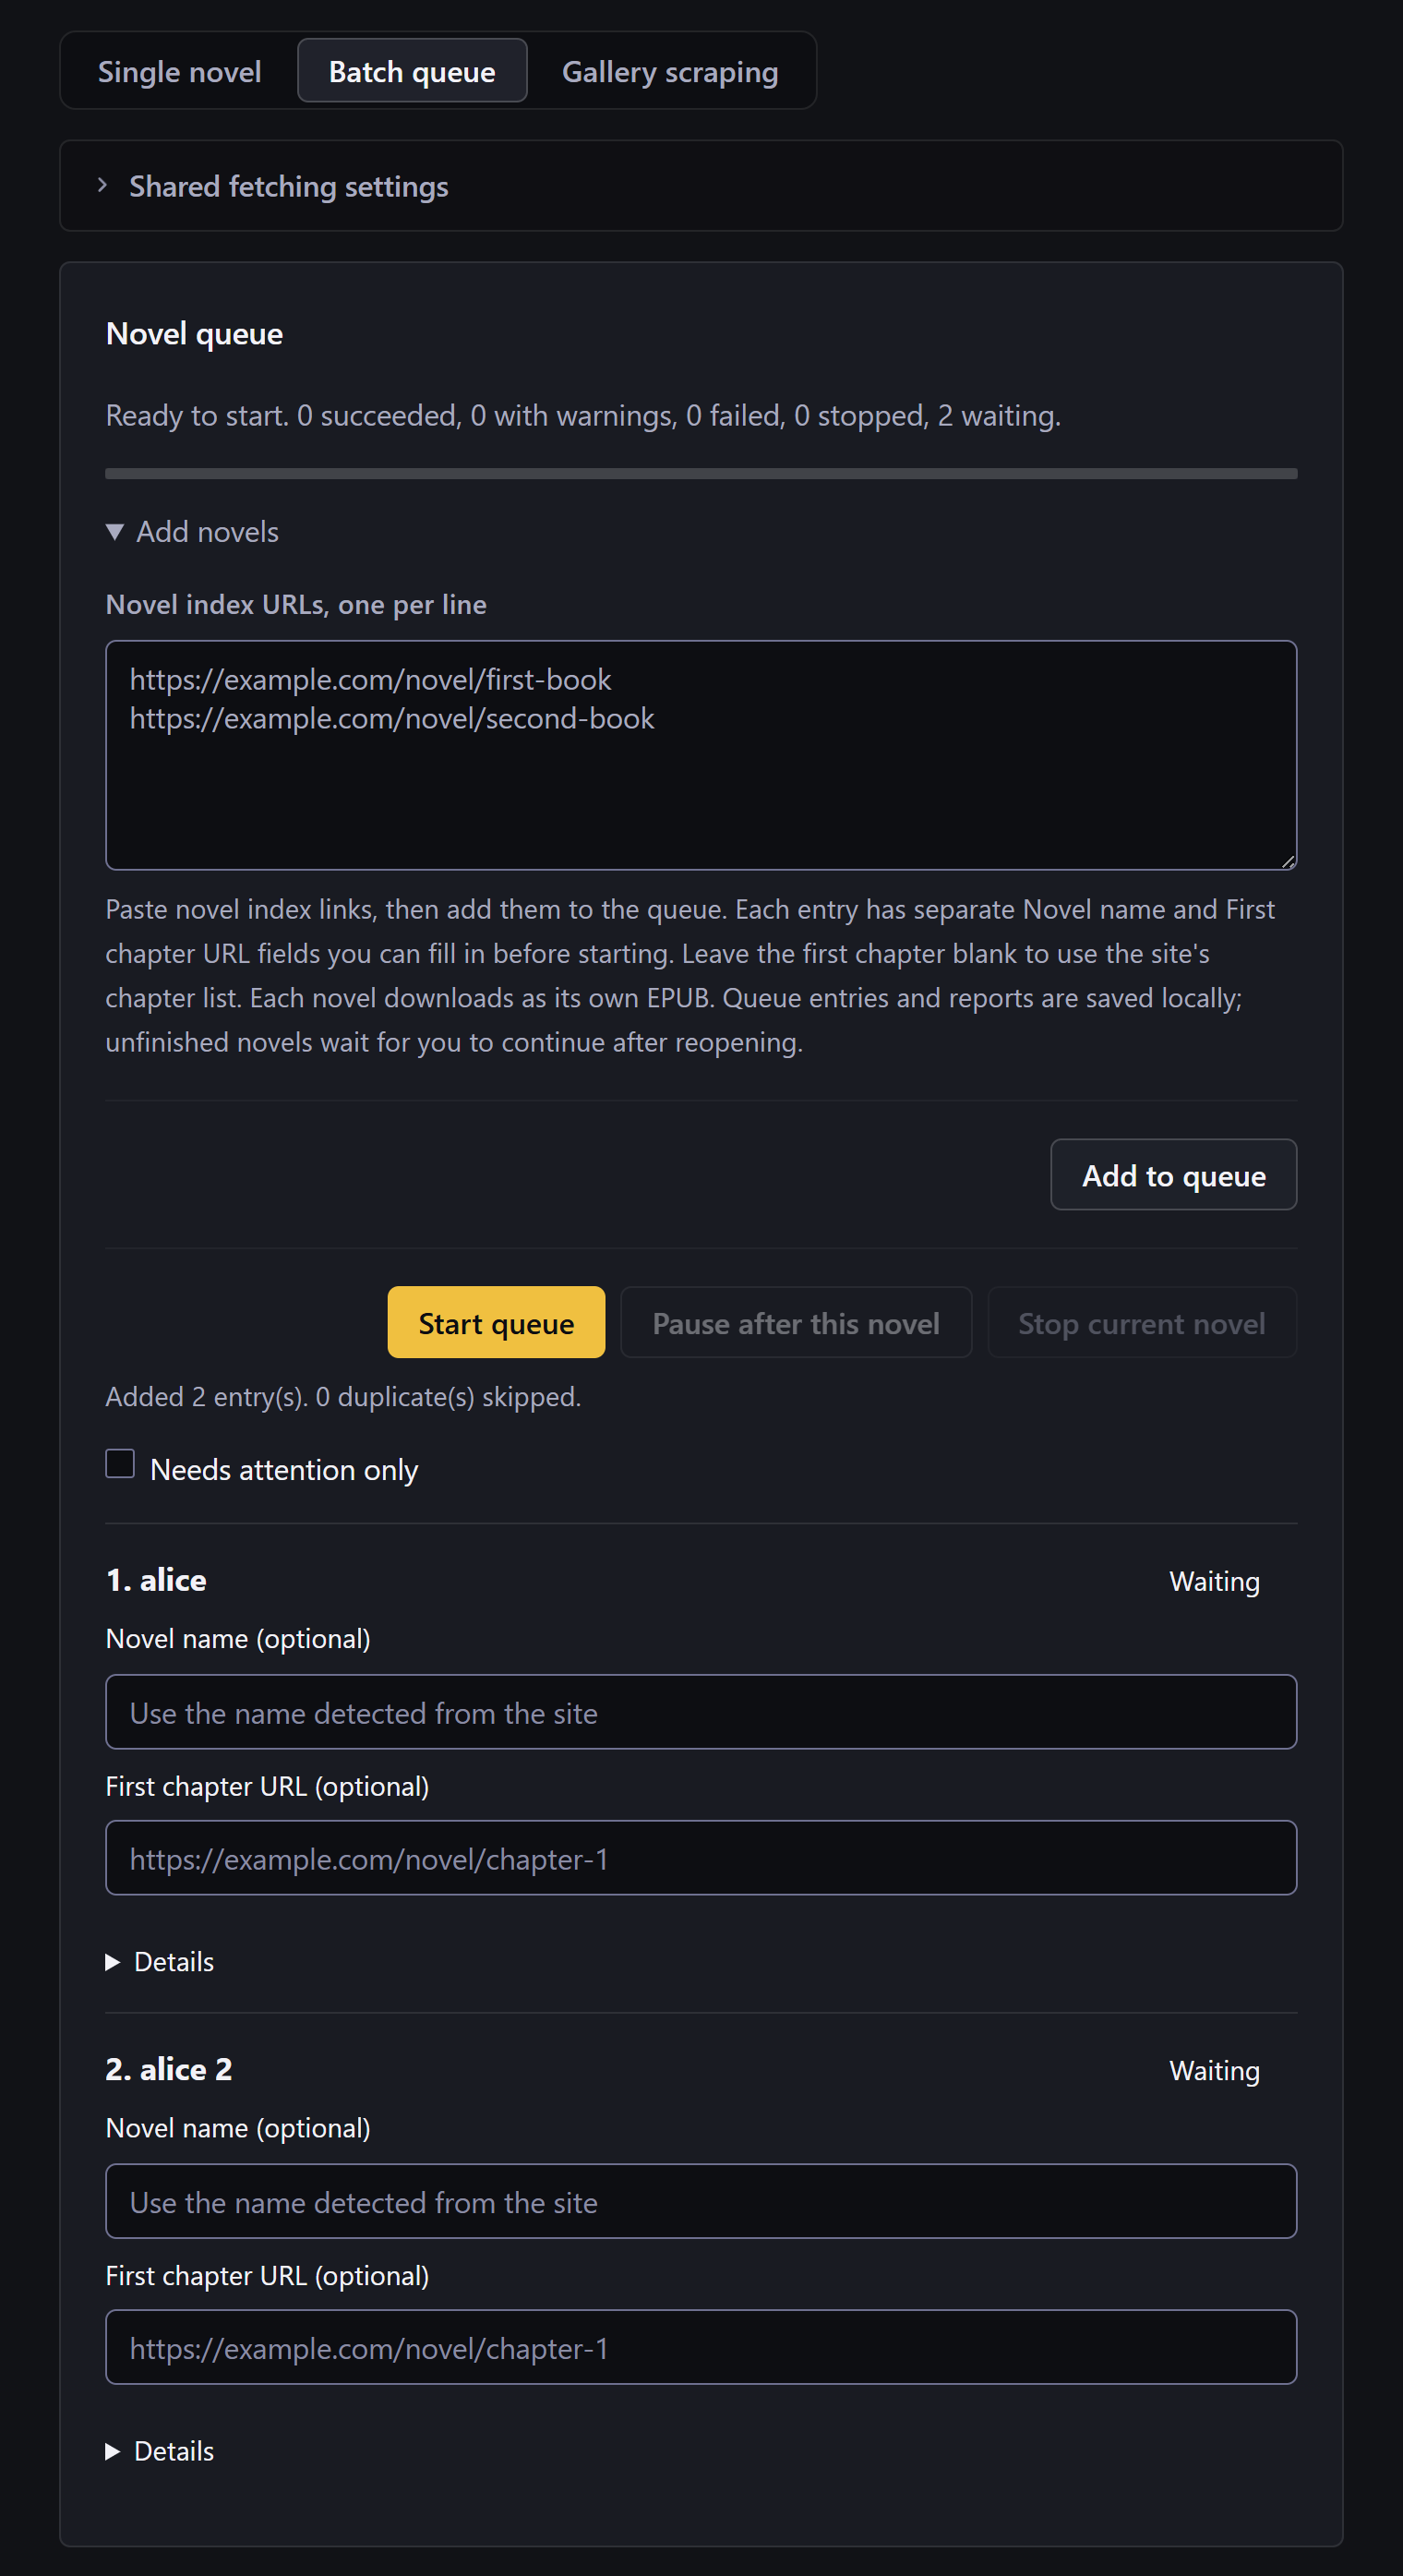 Single novel
Batch queue
Gallery scraping
Shared fetching settings
Novel queue
Ready to start. 0 succeeded, 0 with warnings, 0 failed, 0 stopped, 2 waiting.
Add novels
Novel index URLs, one per line
https://example.com/novel/first-book
https://example.com/novel/second-book
Paste novel index links, then add them to the queue. Each entry has separate Novel name and First
chapter URL fields you can fill in before starting. Leave the first chapter blank to use the site's
chapter list. Each novel downloads as its own EPUB. Queue entries and reports are saved locally;
unfinished novels wait for you to continue after reopening.
Add to queue
Start queue
Pause after this novel
Stop current novel
Added 2 entry(s). 0 duplicate(s) skipped.
Needs attention only
1. alice
Waiting
Novel name (optional)
Use the name detected from the site
First chapter URL (optional)
https://example.com/novel/chapter-1
Details
2. alice 2
Waiting
Novel name (optional)
Use the name detected from the site
First chapter URL (optional)
https://example.com/novel/chapter-1
Details